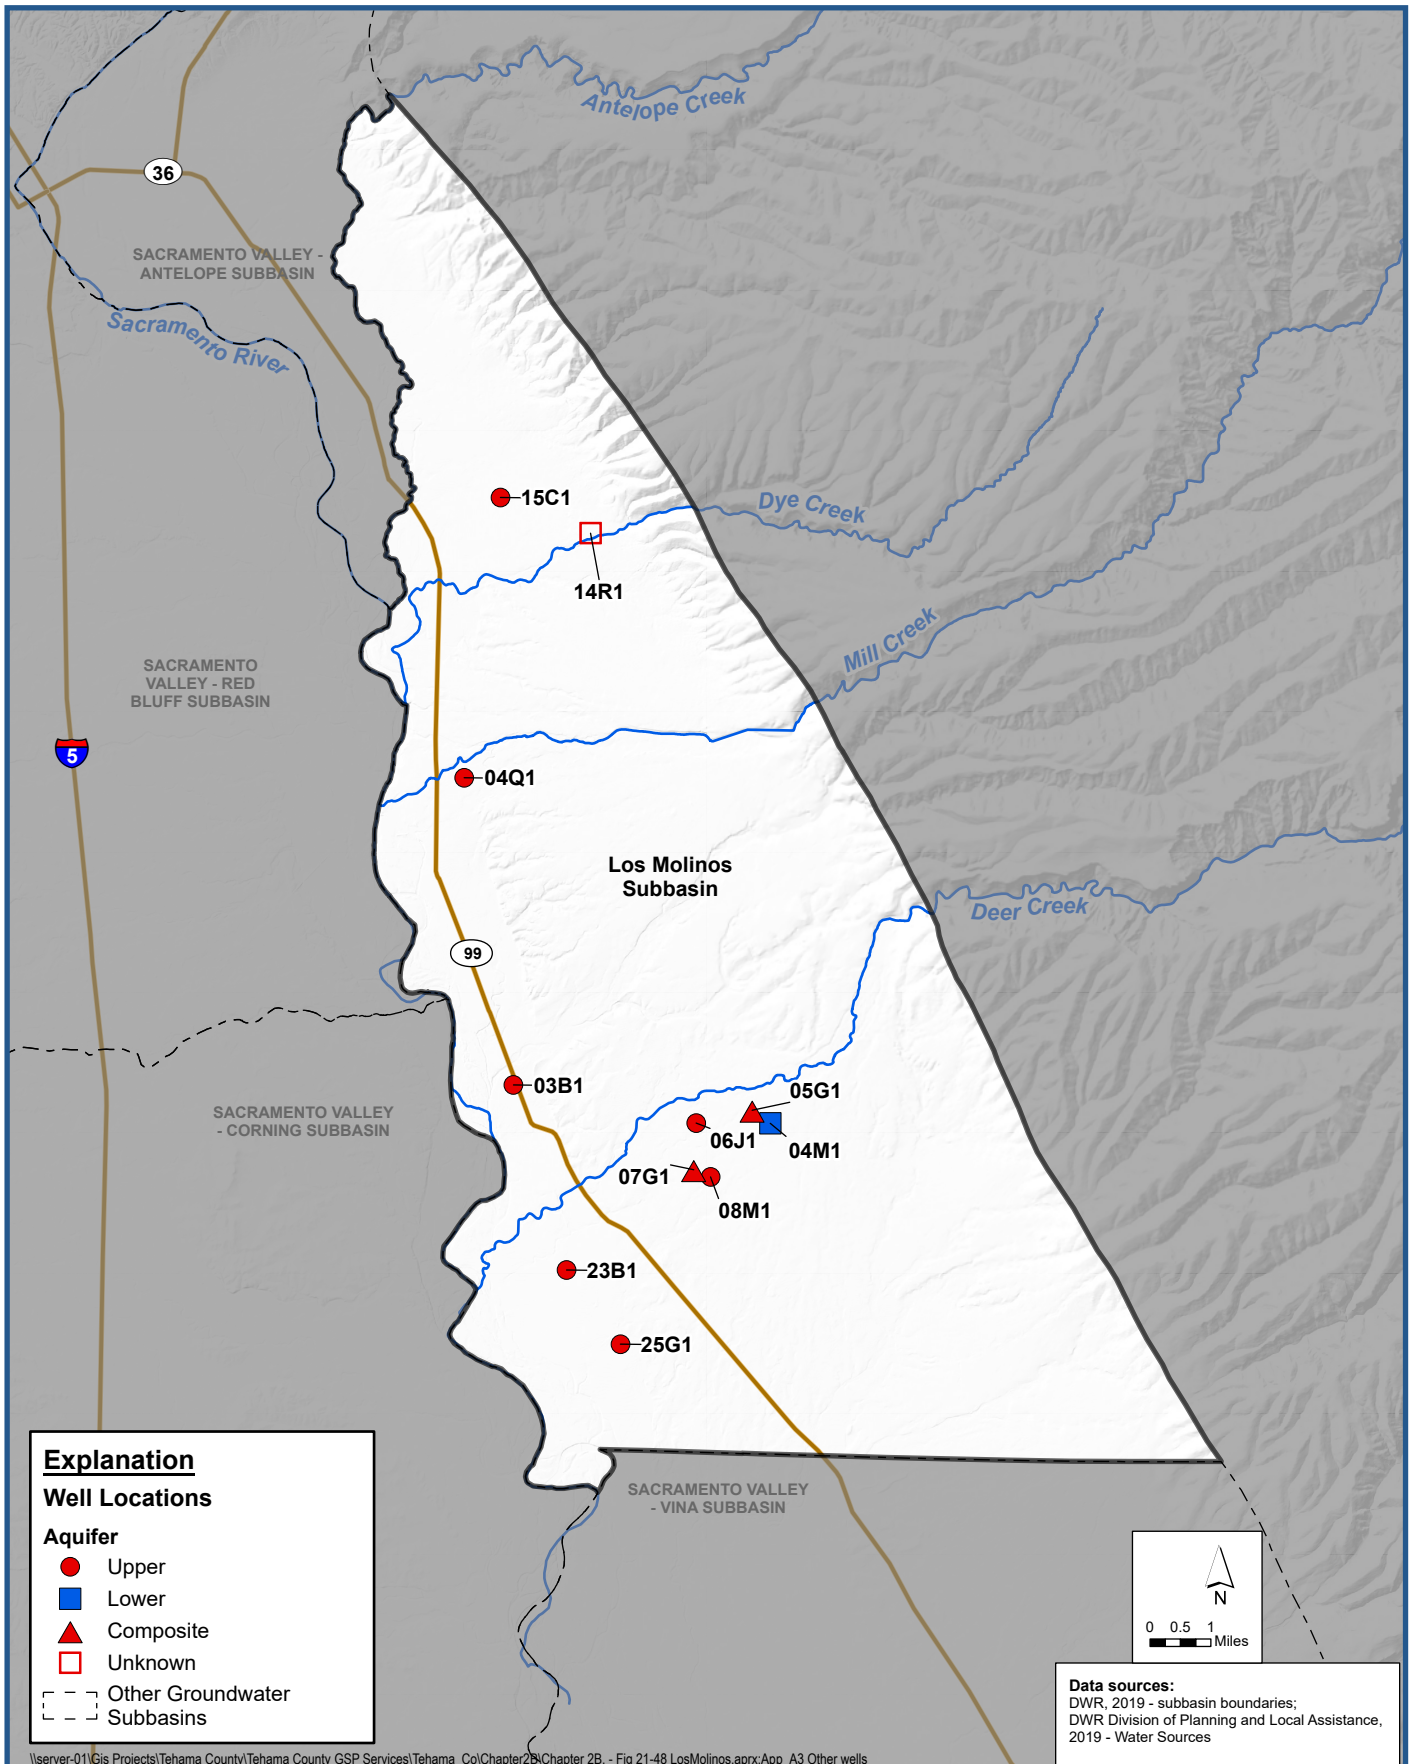 Antelope Creek
36
SACRAMENTO VALLEY -
ANTELOPE SUBBASIN
Sacramento River
15C1
Dye Creek
14R1
Mill Creek
SACRAMENTO
VALLEY - RED
BLUFF SUBBASIN
5
04Q1
Los Molinos
Subbasin
Deer Creek
99
03B1
05G1
SACRAMENTO VALLEY
- CORNING SUBBASIN
06J1
04M1
07G1
08M1
23B1
25G1
SACRAMENTO VALLEY
- VINA SUBBASIN
Explanation
Well Locations
Aquifer
Upper
Lower
Composite
Unknown
Other Groundwater
Subbasins
N
0 0.5 1
Miles
Data sources:
DWR, 2019 - subbasin boundaries;
DWR Division of Planning and Local Assistance,
2019 - Water Sources
\\server-01\Gis Projects\Tehama County\Tehama County GSP Services\Tehama_Co\Chapter2B\Chapter 2B. - Fig 21-48 LosMolinos.aprx:App_A3 Other wells